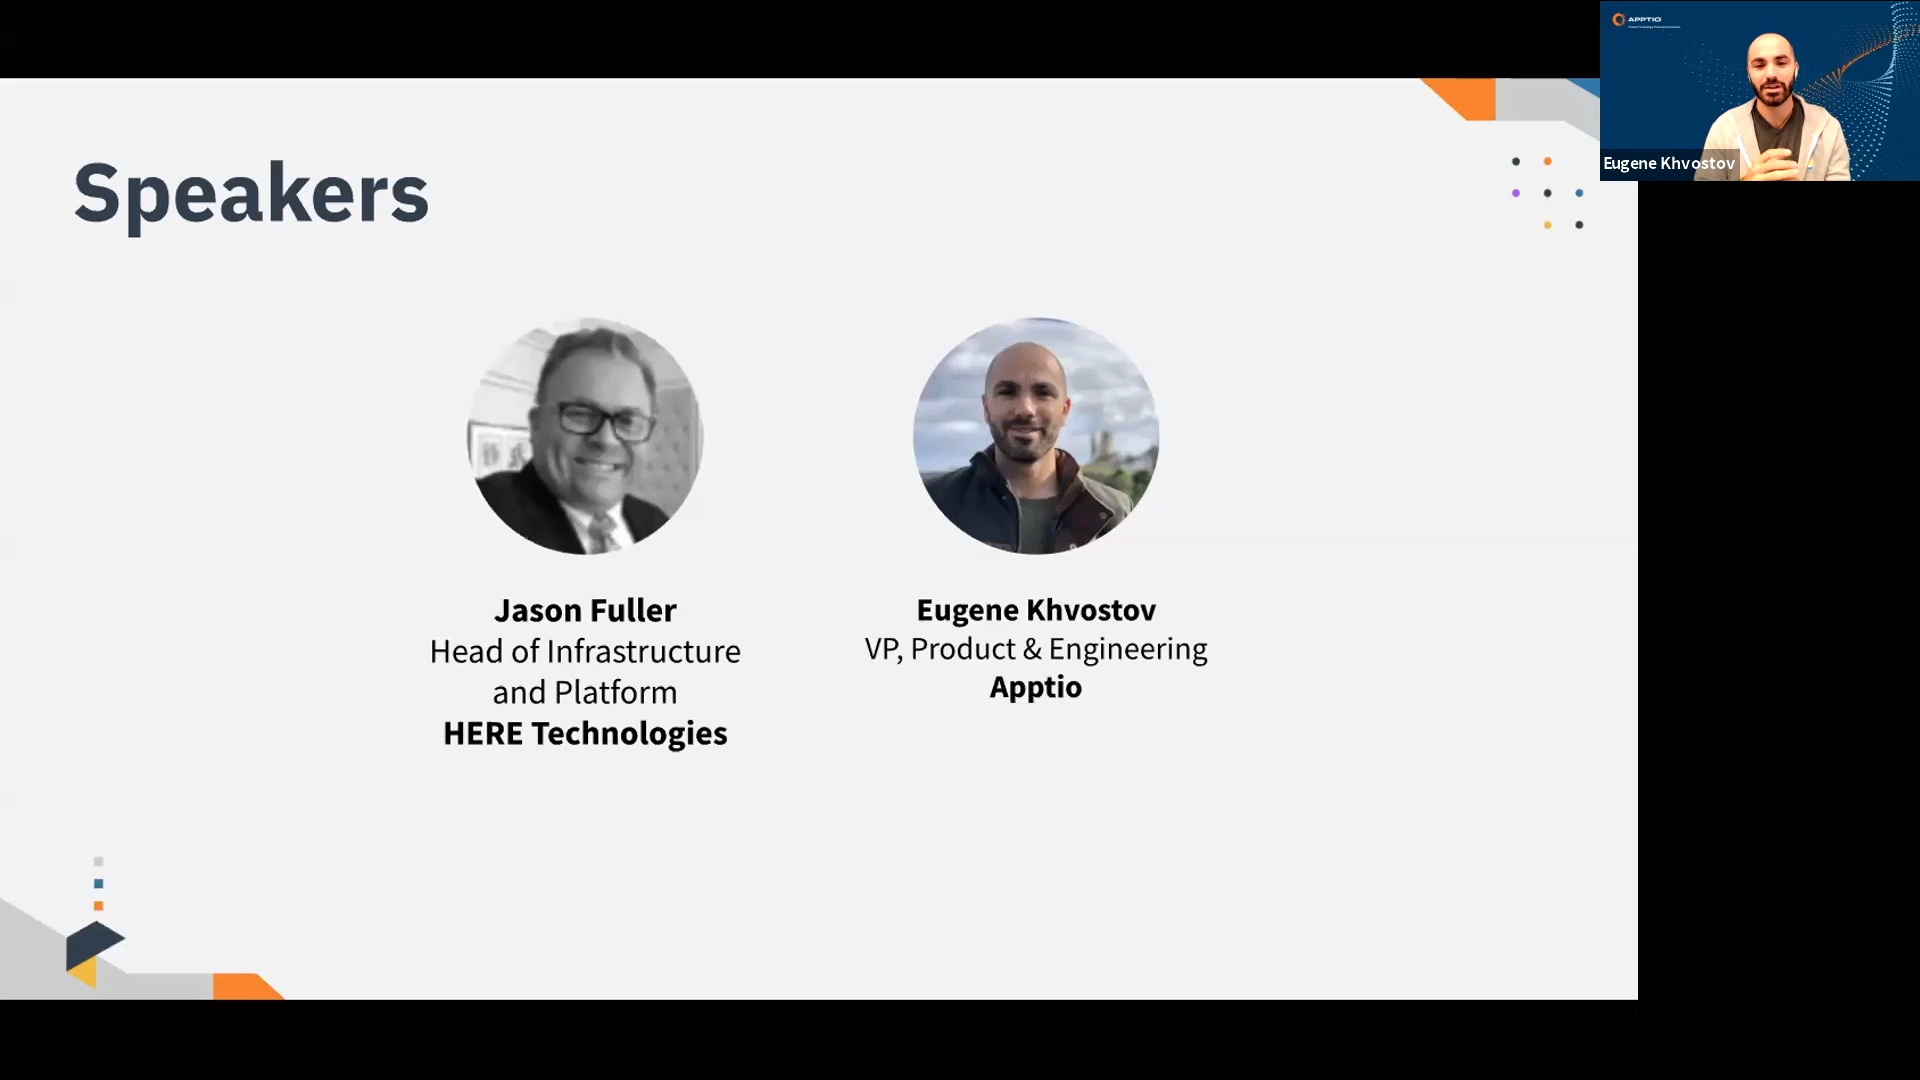 APPTIO
Eugene Khvostov
Speakers
Jason Fuller
Head of Infrastructure
and Platform
HERE Technologies
Eugene Khvostov
VP, Product & Engineering
Apptio